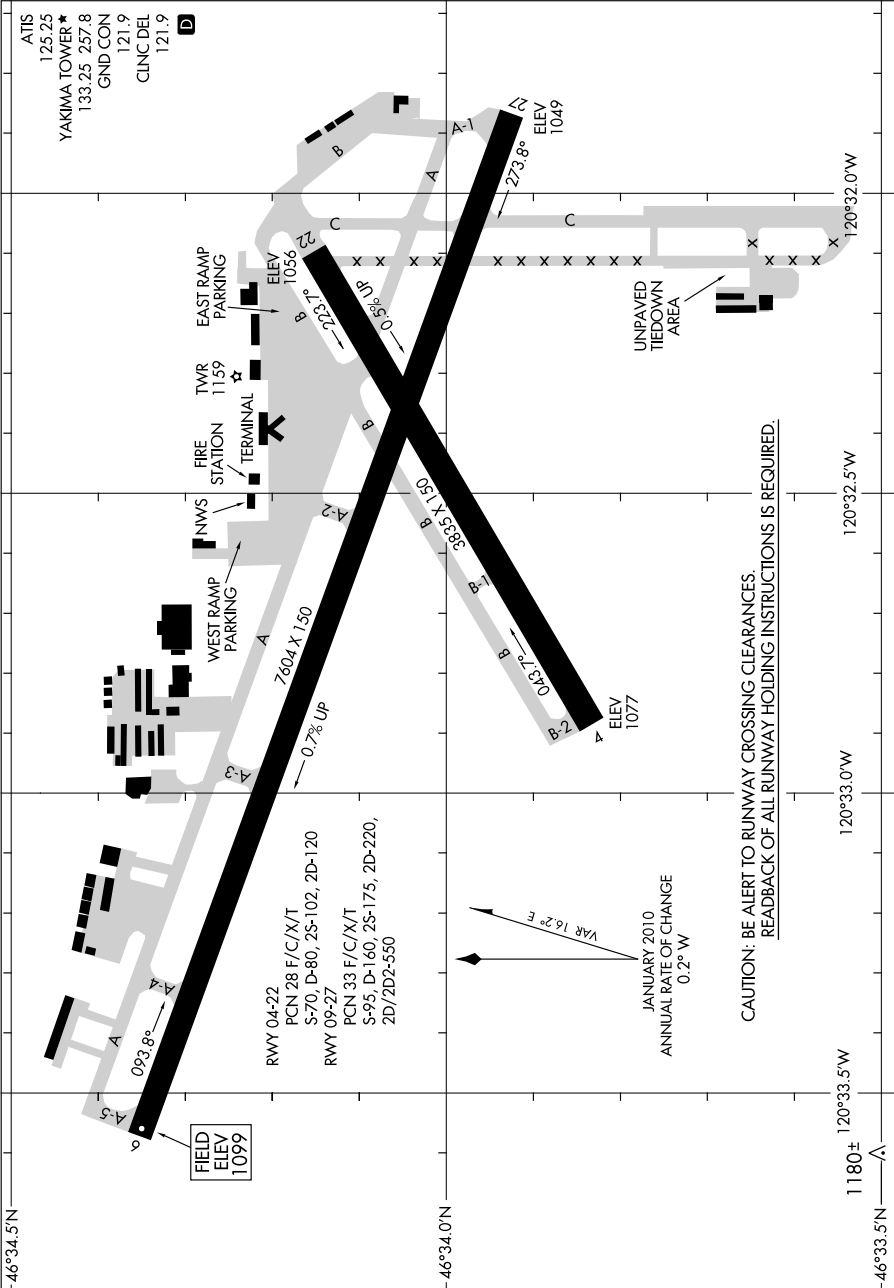 ATIS
125.25
YAKIMA TOWER★
133.25 257.8
GND CON
121.9
CLNC DEL
121.9
D
46°34.5'N
46°34.0'N
46°33.5'N
120°33.5'W
120°33.0'W
120°32.5'W
120°32.0'W
FIELD
ELEV
1099
9
093.8°
A-5
A
A-4
A-3
A
A-2
7604 X 150
0.7% UP
WEST RAMP
PARKING
NWS
FIRE
STATION
TERMINAL
TWR
1159
EAST RAMP
PARKING
ELEV
1056
22
223.7°
0.5% UP
B
B
C
A
A-1
27
ELEV
1049
273.8°
C
B
B
3835 X 150
B-1
B
043.7°
B-2
4
ELEV
1077
x x x x x x x x x x x x
x
x x x
x
UNPAVED
TIEDOWN
AREA
RWY 04-22
PCN 28 F/C/X/T
S-70, D-80, 2S-102, 2D-120
RWY 09-27
PCN 33 F/C/X/T
S-95, D-160, 2S-175, 2D-220,
2D/2D2-550
VAR 16.2° E
JANUARY 2010
ANNUAL RATE OF CHANGE
0.2° W
CAUTION: BE ALERT TO RUNWAY CROSSING CLEARANCES.
READBACK OF ALL RUNWAY HOLDING INSTRUCTIONS IS REQUIRED.
1180±